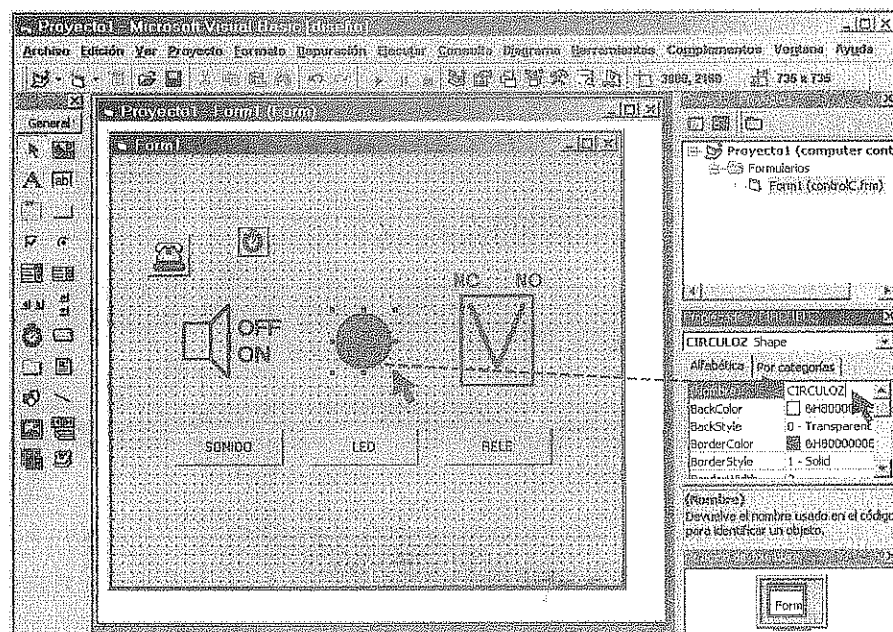 Proyecto1 - Microsoft Visual Basic [diseño]
Archivo Edición Ver Proyecto Formato Depuración Ejecutar Consulta Diagrama Herramientas Complementos Ventana Ayuda
3800, 2160 735 x 735
General
Proyecto1 - Form1 (Form)
Form1
NC NO
OFF
ON
SONIDO LED RELE
Proyecto1 (computer cont
Formularios
Form1 (controlC.frm)
CIRCULO2 Shape
Alfabética Por categorías
CIRCULO2
BackColor
BackStyle 0 - Transparent
BorderColor &H80000008
BorderStyle 1 - Solid
(Nombre)
Devuelve el nombre usado en el código
para identificar un objeto.
Form